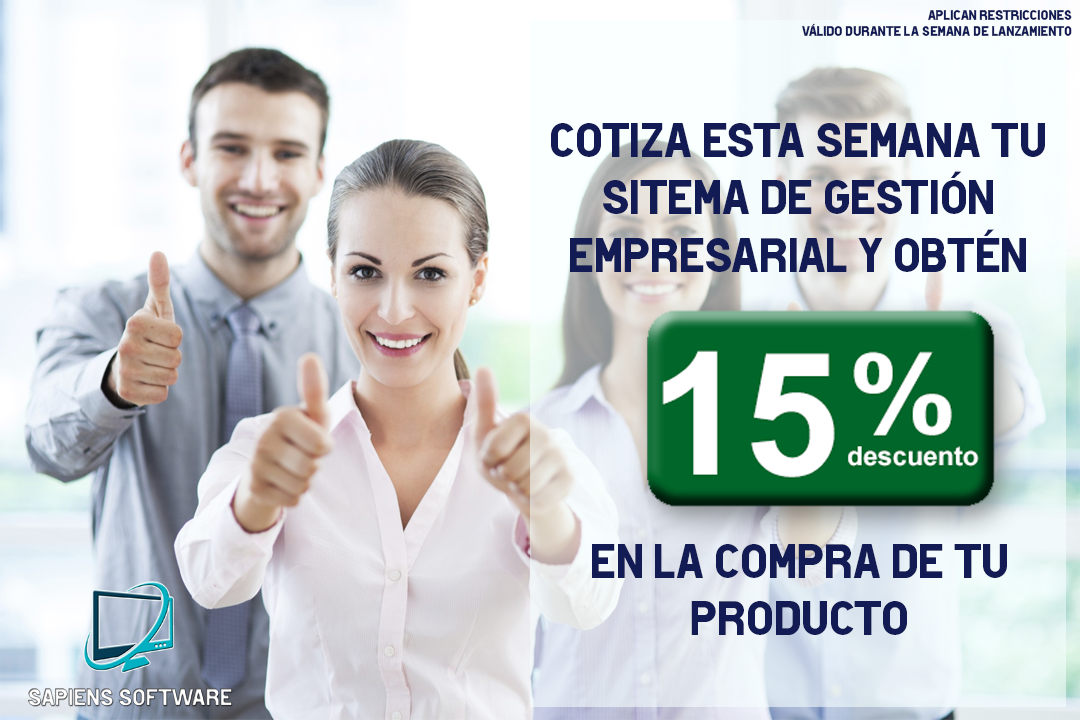 APLICAN RESTRICCIONES
VÁLIDO DURANTE LA SEMANA DE LANZAMIENTO
COTIZA ESTA SEMANA TU
SITEMA DE GESTIÓN
EMPRESARIAL Y OBTÉN
15%
descuento
EN LA COMPRA DE TU
PRODUCTO
SAPIENS SOFTWARE